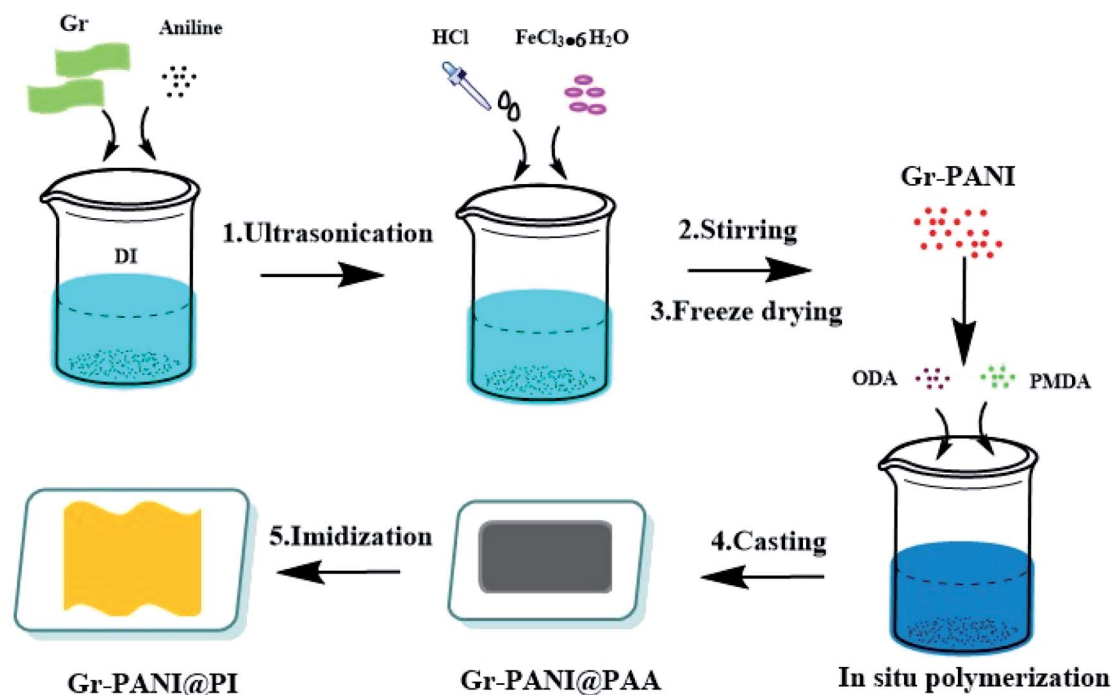 Gr
Aniline
HCl
FeCl₃•6H₂O
DI
1.Ultrasonication
2.Stirring
3.Freeze drying
Gr-PANI
ODA
PMDA
In situ polymerization
4.Casting
Gr-PANI@PAA
5.Imidization
Gr-PANI@PI